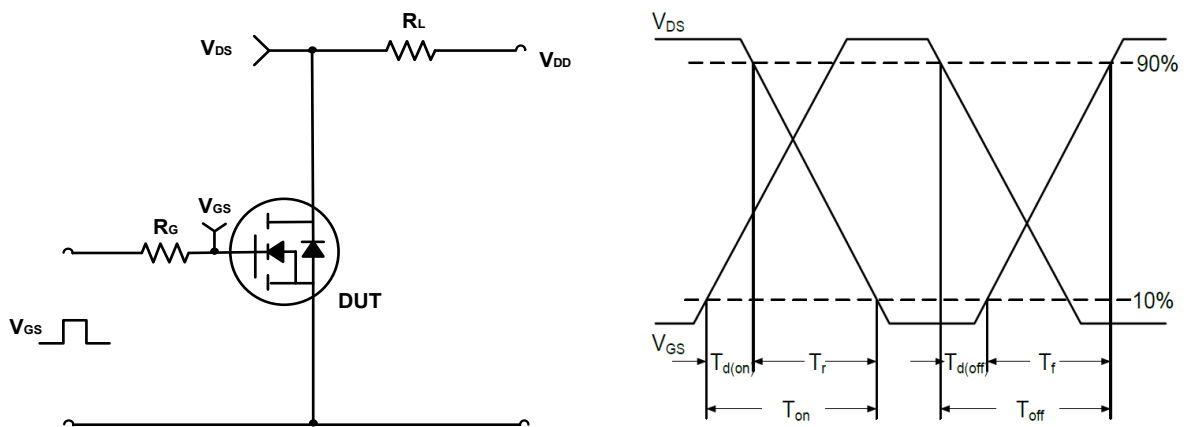 RL
VDS
VDD
VGS
RG
DUT
VGS
VDS
90%
10%
VGS
Td(on)
Tr
Td(off)
Tf
Ton
Toff